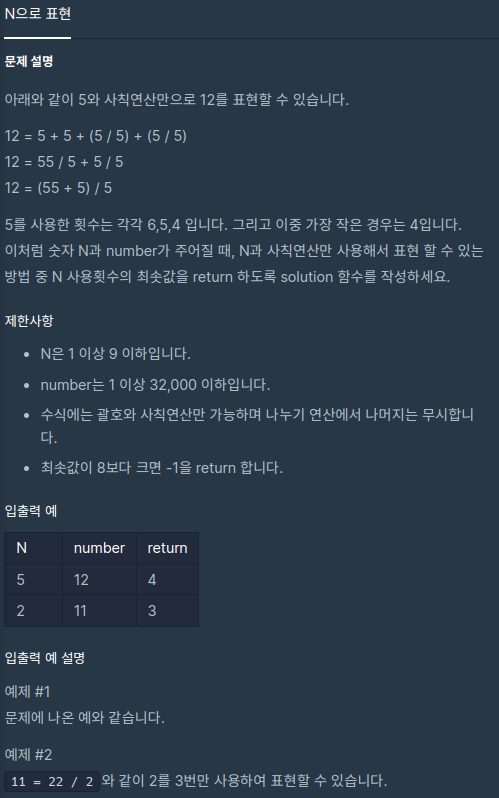 N으로 표현
문제 설명
아래와 같이 5와 사칙연산만으로 12를 표현할 수 있습니다.
12 = 5 + 5 + (5 / 5) + (5 / 5)
12 = 55 / 5 + 5 / 5
12 = (55 + 5) / 5
5를 사용한 횟수는 각각 6,5,4 입니다. 그리고 이중 가장 작은 경우는 4입니다.
이처럼 숫자 N과 number가 주어질 때, N과 사칙연산만 사용해서 표현 할 수 있는
방법 중 N 사용횟수의 최솟값을 return 하도록 solution 함수를 작성하세요.
제한사항
• N은 1 이상 9 이하입니다.
• number는 1 이상 32,000 이하입니다.
• 수식에는 괄호와 사칙연산만 가능하며 나누기 연산에서 나머지는 무시합니
다.
• 최솟값이 8보다 크면 -1을 return 합니다.
입출력 예
N number return
5 12 4
2 11 3
입출력 예 설명
예제 #1
문제에 나온 예와 같습니다.
예제 #2
11 = 22 / 2 와 같이 2를 3번만 사용하여 표현할 수 있습니다.